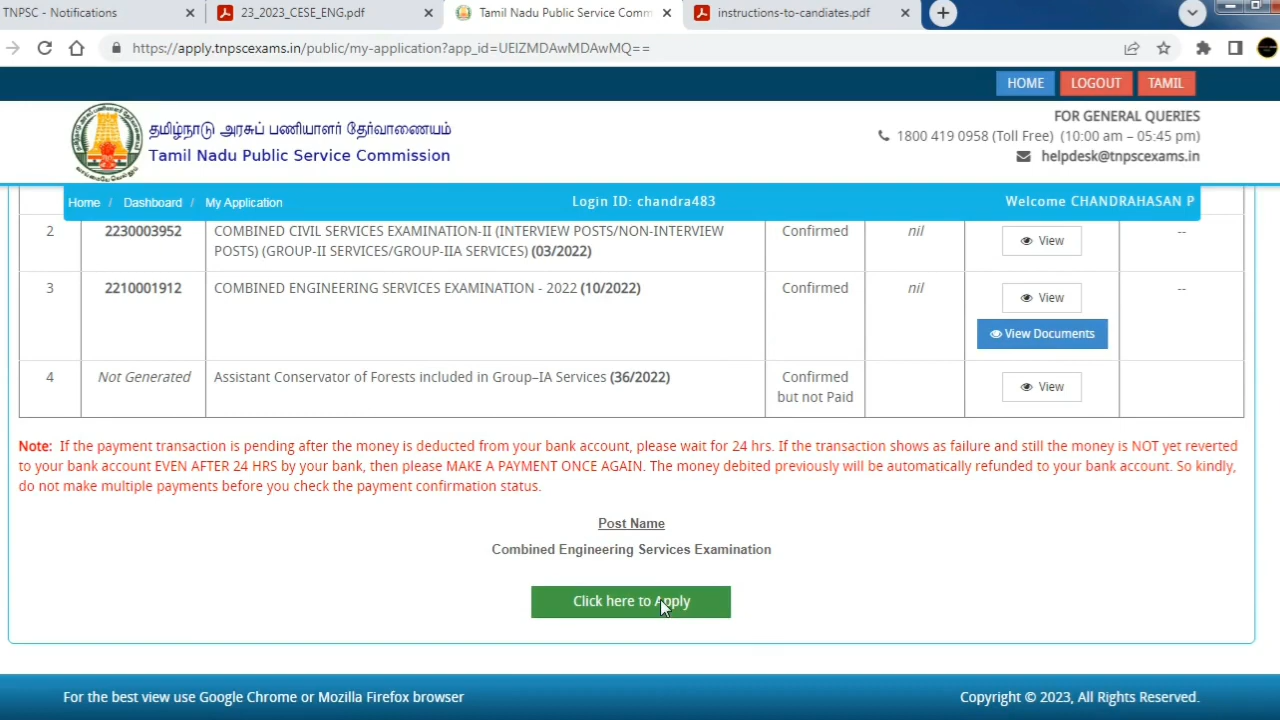 TNPSC - Notifications
23_2023_CESE_ENG.pdf
Tamil Nadu Public Service Comm
instructions-to-candiates.pdf
https://apply.tnpscexams.in/public/my-application?app_id=UElZMDAwMDAwMQ==
HOME LOGOUT TAMIL
தமிழ்நாடு அரசுப் பணியாளர் தேர்வாணையம்
Tamil Nadu Public Service Commission
FOR GENERAL QUERIES
1800 419 0958 (Toll Free) (10:00 am – 05:45 pm)
helpdesk@tnpscexams.in
Home / Dashboard / My Application
Login ID: chandra483
Welcome CHANDRAHASAN P
2 2230003952 COMBINED CIVIL SERVICES EXAMINATION-II (INTERVIEW POSTS/NON-INTERVIEW Confirmed nil View --
POSTS) (GROUP-II SERVICES/GROUP-IIA SERVICES) (03/2022)
3 2210001912 COMBINED ENGINEERING SERVICES EXAMINATION - 2022 (10/2022) Confirmed nil View --
View Documents
4 Not Generated Assistant Conservator of Forests included in Group–IA Services (36/2022) Confirmed View
but not Paid
Note: If the payment transaction is pending after the money is deducted from your bank account, please wait for 24 hrs. If the transaction shows as failure and still the money is NOT yet reverted
to your bank account EVEN AFTER 24 HRS by your bank, then please MAKE A PAYMENT ONCE AGAIN. The money debited previously will be automatically refunded to your bank account. So kindly,
do not make multiple payments before you check the payment confirmation status.
Post Name
Combined Engineering Services Examination
Click here to Apply
For the best view use Google Chrome or Mozilla Firefox browser
Copyright © 2023, All Rights Reserved.